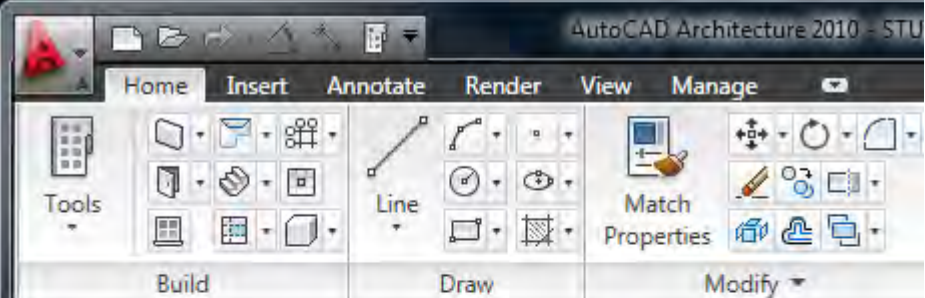 AutoCAD Architecture 2010 - STU
Home Insert Annotate Render View Manage
Tools
Line
Match
Properties
Build Draw Modify